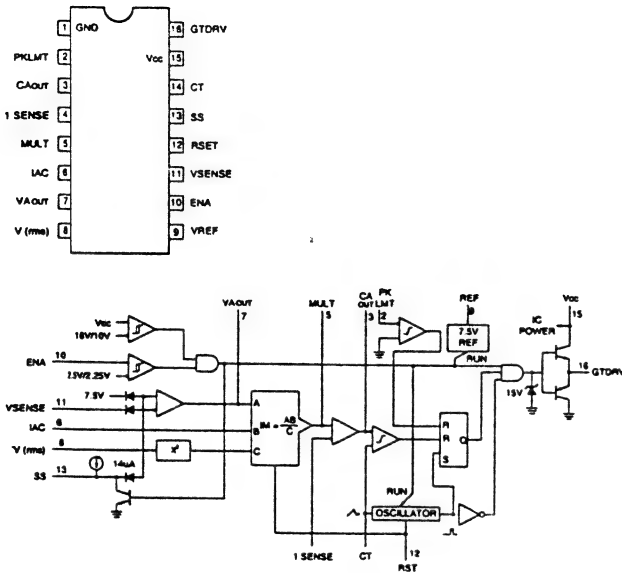 1 GND 16 GTDRV
PKLMT 2 Vcc 15
CAOUT 3 14 CT
1 SENSE 4 13 SS
MULT 5 12 RSET
IAC 6 11 VSENSE
VAOUT 7 10 ENA
V (rms) 8 9 VREF
VAOUT
7
MULT
5
CA
OUT
3
PK
LMT
2
REF
9
7.5V
REF
RUN
Vcc
15
IC
POWER
Vcc
16V/10V
ENA 10
2.5V/2.25V
VSENSE 11
7.5V
IAC 6
V (rms) 8
X²
SS 13
14uA
A
B
C
IM = AB
C
R
R
S
Q
15V
16 GTDRV
RUN
OSCILLATOR
1 SENSE
CT
12
RST